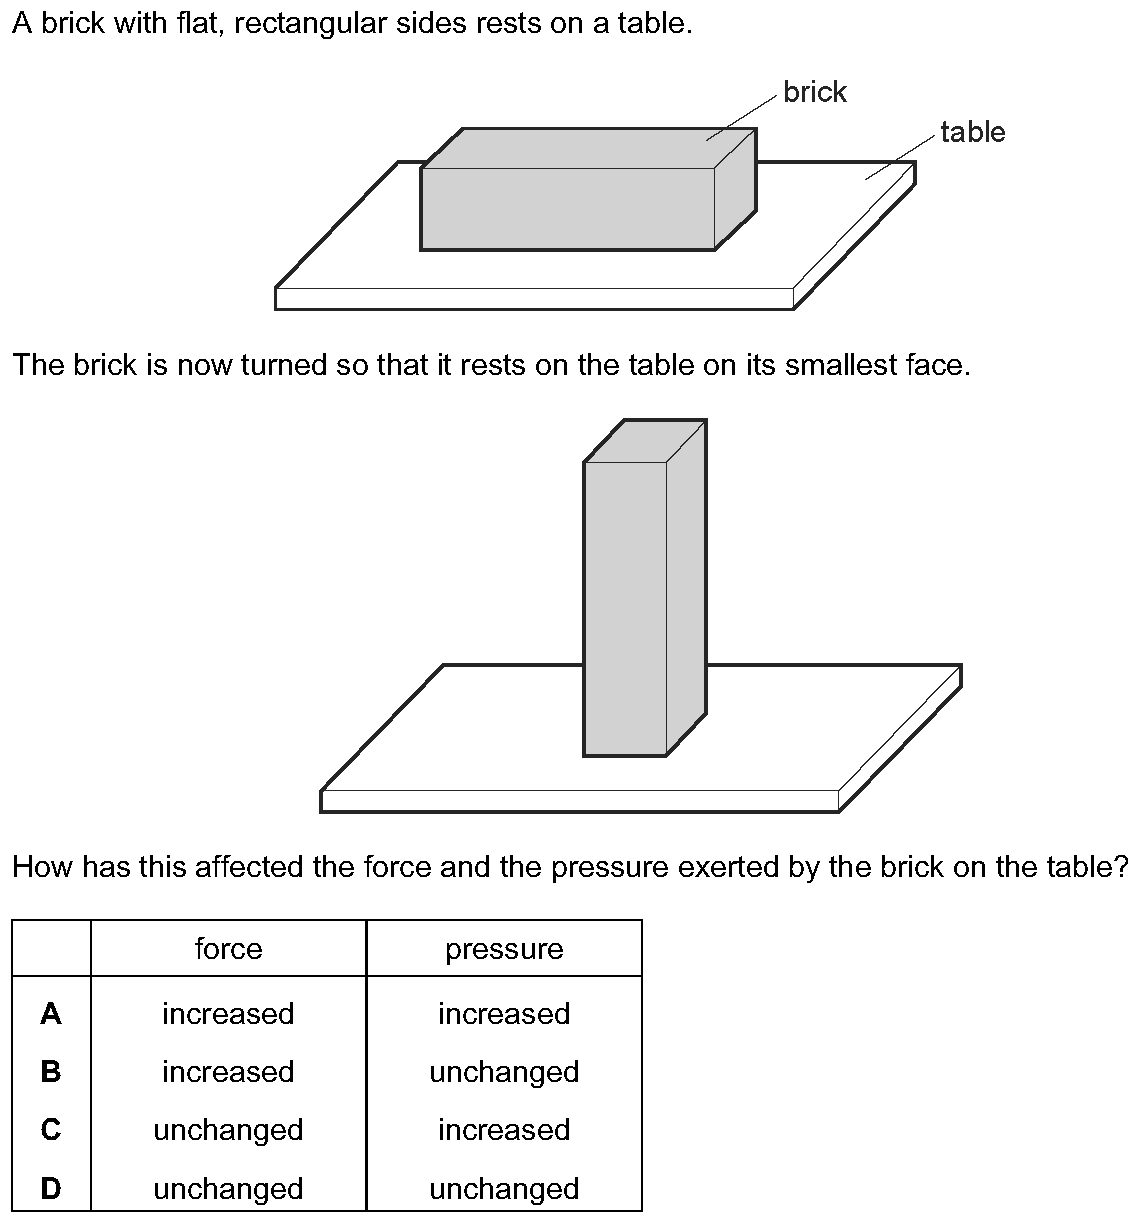 A brick with flat, rectangular sides rests on a table.
brick
table
The brick is now turned so that it rests on the table on its smallest face.
How has this affected the force and the pressure exerted by the brick on the table?
force pressure
A increased increased
B increased unchanged
C unchanged increased
D unchanged unchanged